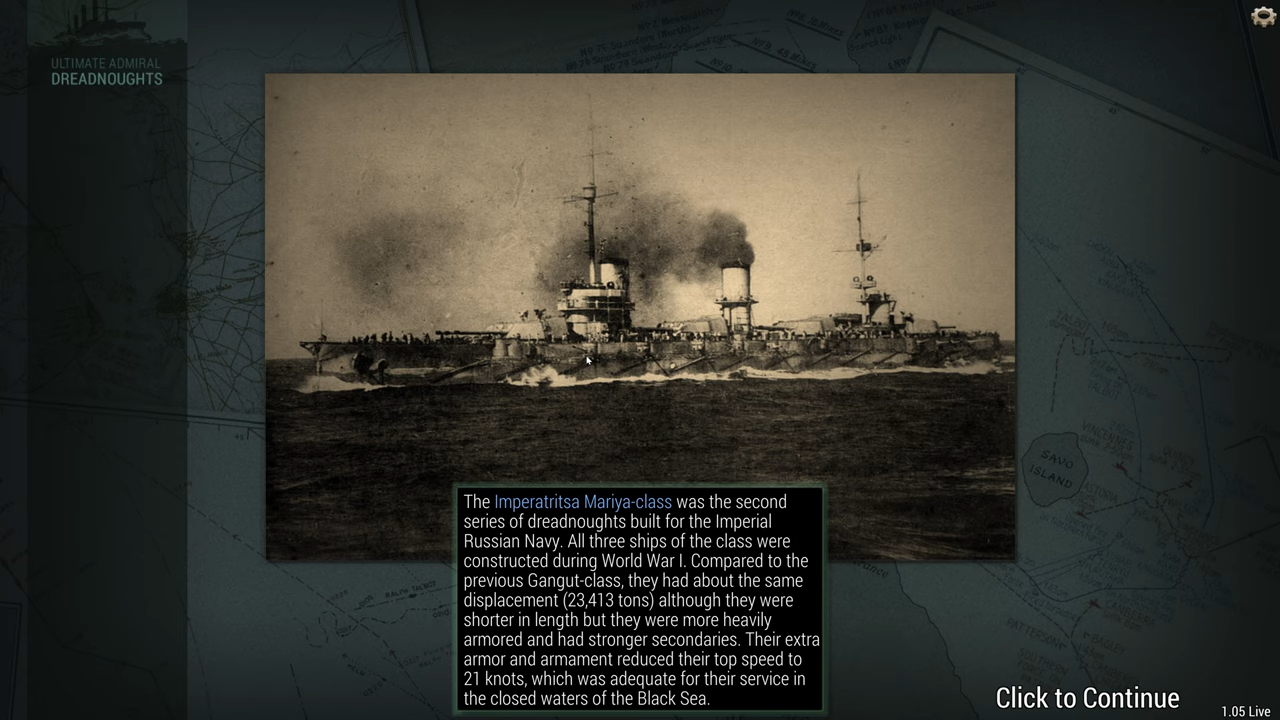 ULTIMATE ADMIRAL
DREADNOUGHTS
SAVO
ISLAND
The Imperatritsa Mariya-class was the second
series of dreadnoughts built for the Imperial
Russian Navy. All three ships of the class were
constructed during World War I. Compared to the
previous Gangut-class, they had about the same
displacement (23,413 tons) although they were
shorter in length but they were more heavily
armored and had stronger secondaries. Their extra
armor and armament reduced their top speed to
21 knots, which was adequate for their service in
the closed waters of the Black Sea.
Click to Continue
1.05 Live